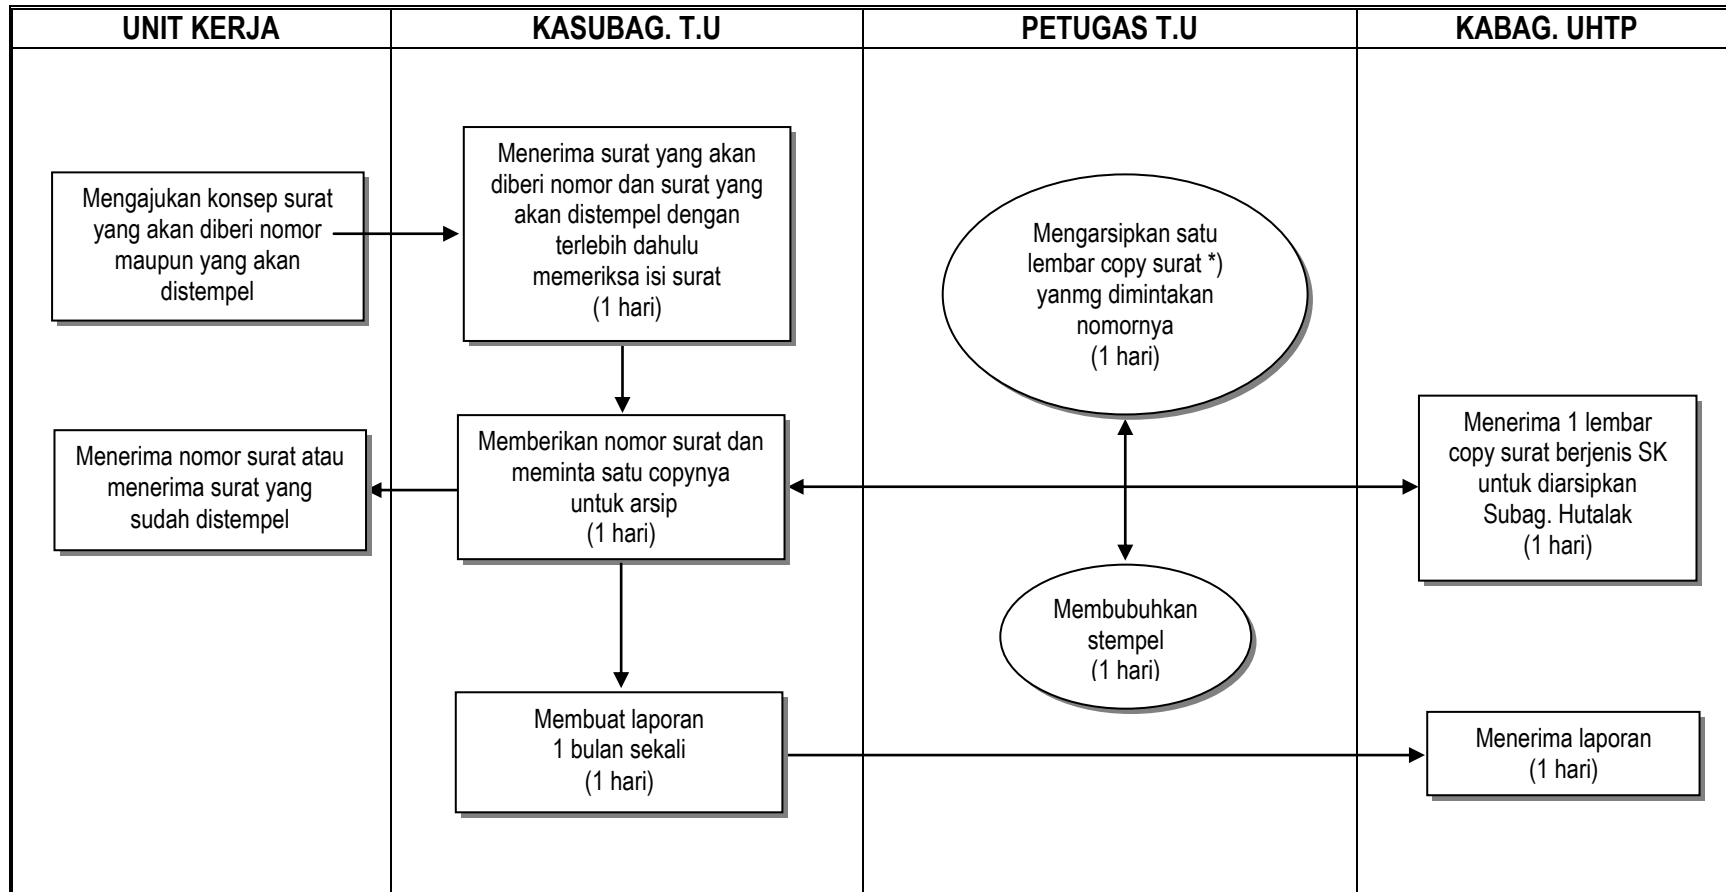 UNIT KERJA
KASUBAG. T.U
PETUGAS T.U
KABAG. UHTP
Mengajukan konsep surat
yang akan diberi nomor
maupun yang akan
distempel
Menerima surat yang akan
diberi nomor dan surat yang
akan distempel dengan
terlebih dahulu
memeriksa isi surat
(1 hari)
Mengarsipkan satu
lembar copy surat *)
yanmg dimintakan
nomornya
(1 hari)
Menerima nomor surat atau
menerima surat yang
sudah distempel
Memberikan nomor surat dan
meminta satu copynya
untuk arsip
(1 hari)
Menerima 1 lembar
copy surat berjenis SK
untuk diarsipkan
Subag. Hutalak
(1 hari)
Membubuhkan
stempel
(1 hari)
Membuat laporan
1 bulan sekali
(1 hari)
Menerima laporan
(1 hari)